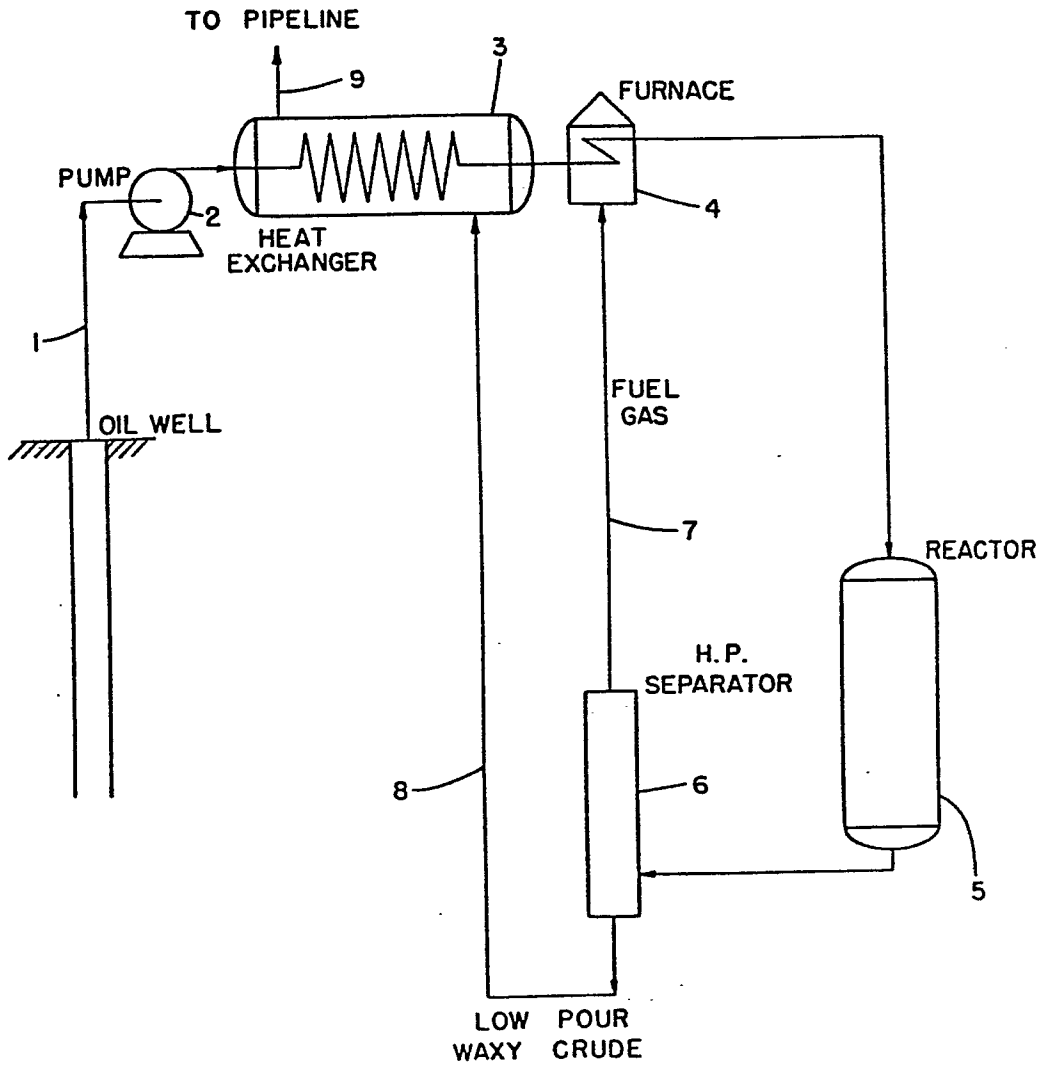 TO PIPELINE
9
3
FURNACE
PUMP
2
4
HEAT
EXCHANGER
1
FUEL
GAS
OIL WELL
7
REACTOR
H.P.
SEPARATOR
8
6
5
LOW POUR
WAXY CRUDE